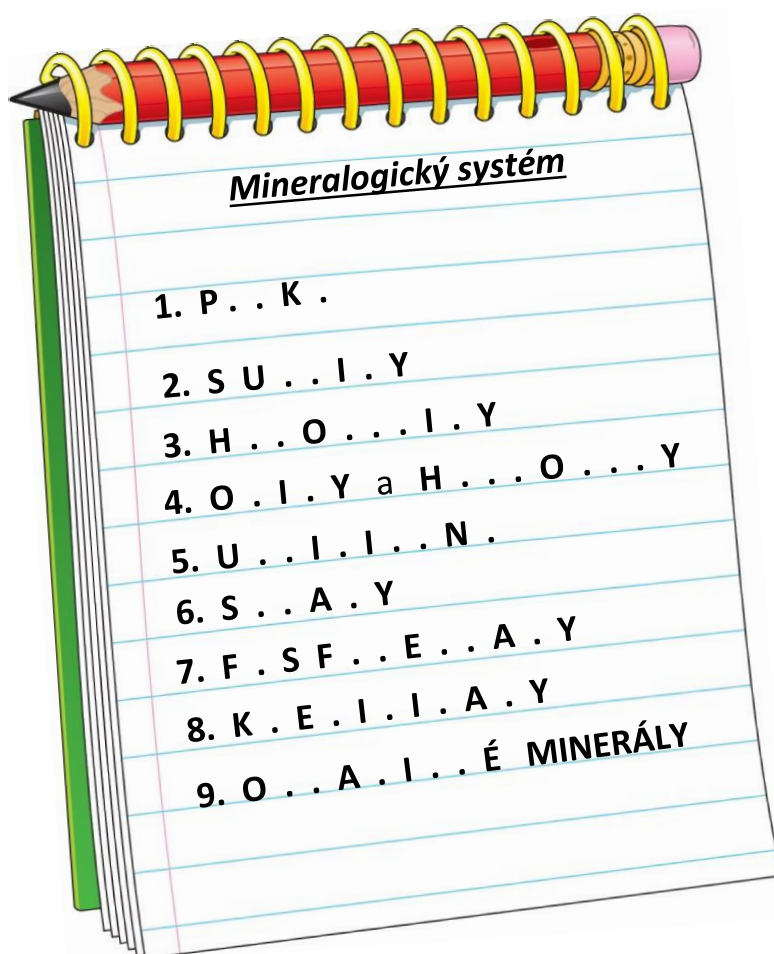 Mineralogický systém
1. P . . K .
2. S U . . I . Y
3. H . . O . . . I . Y
4. O . I . Y a H . . . O . . . Y
5. U . . I . I . . N .
6. S . . A . Y
7. F . S F . . E . . A . Y
8. K . E . I . I . A . Y
9. O . . A . I . . É MINERÁLY